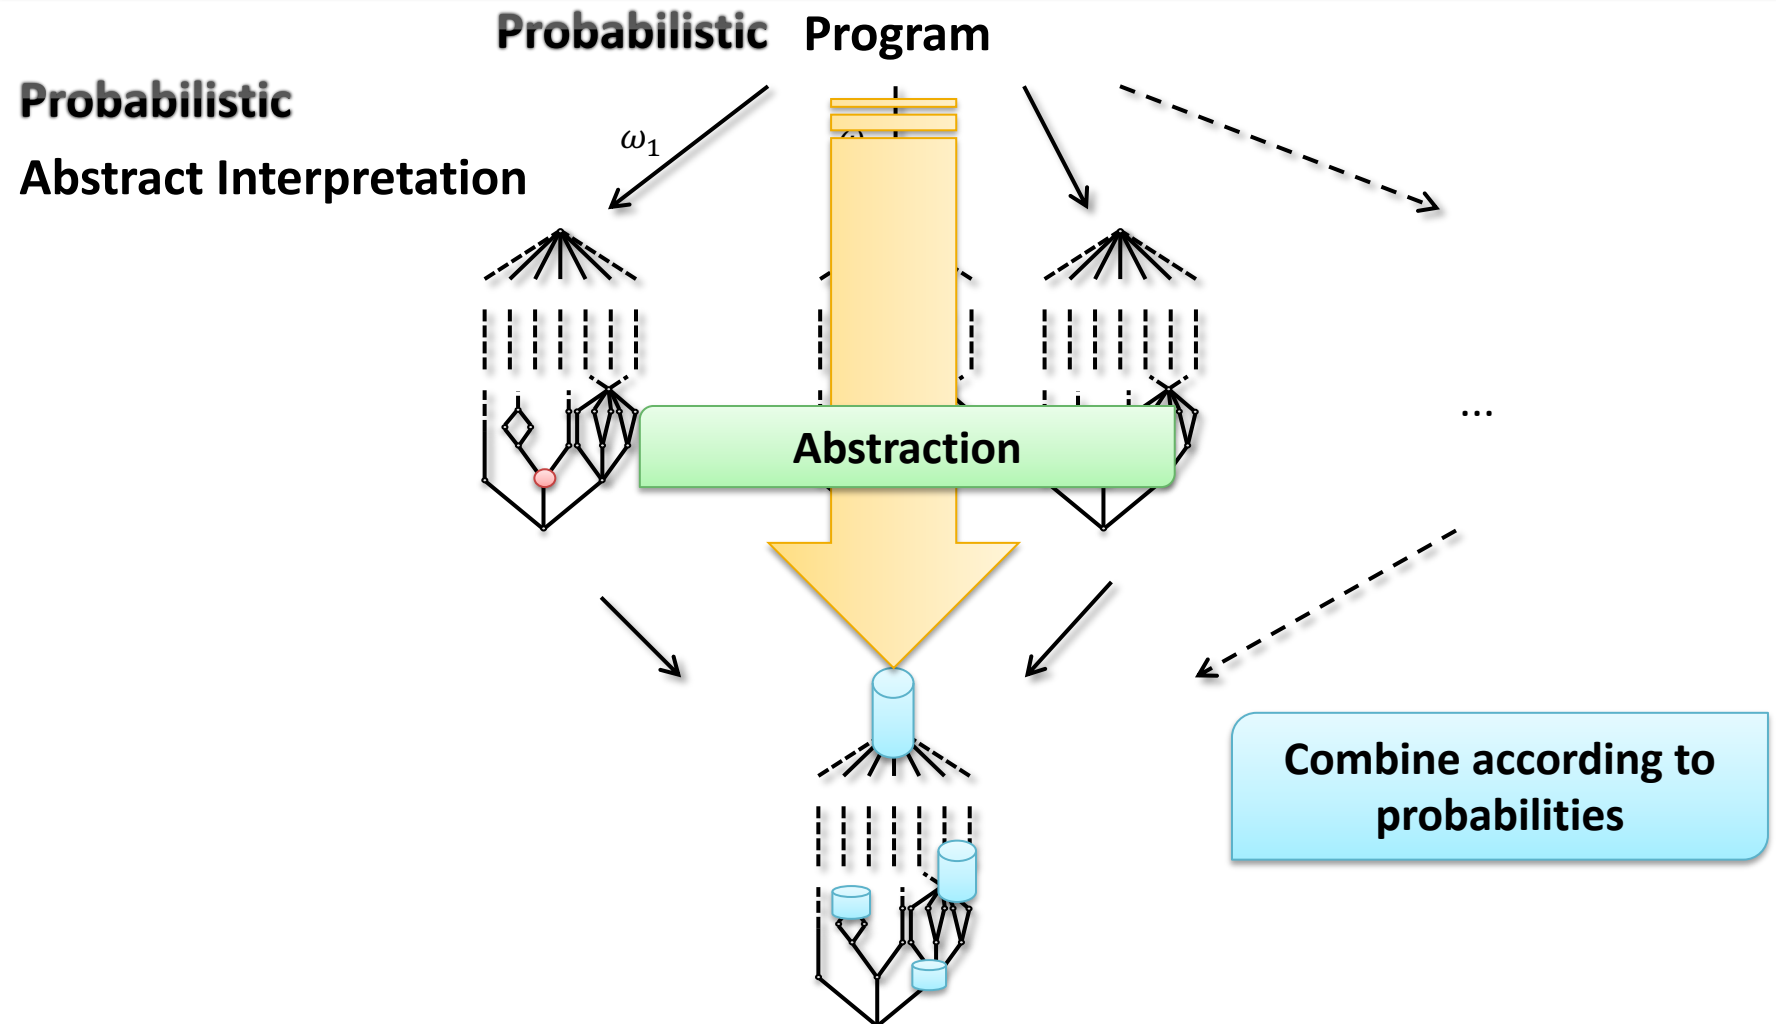 Probabilistic Program
Probabilistic
Abstract Interpretation
ω₁
...
Abstraction
Combine according to
probabilities